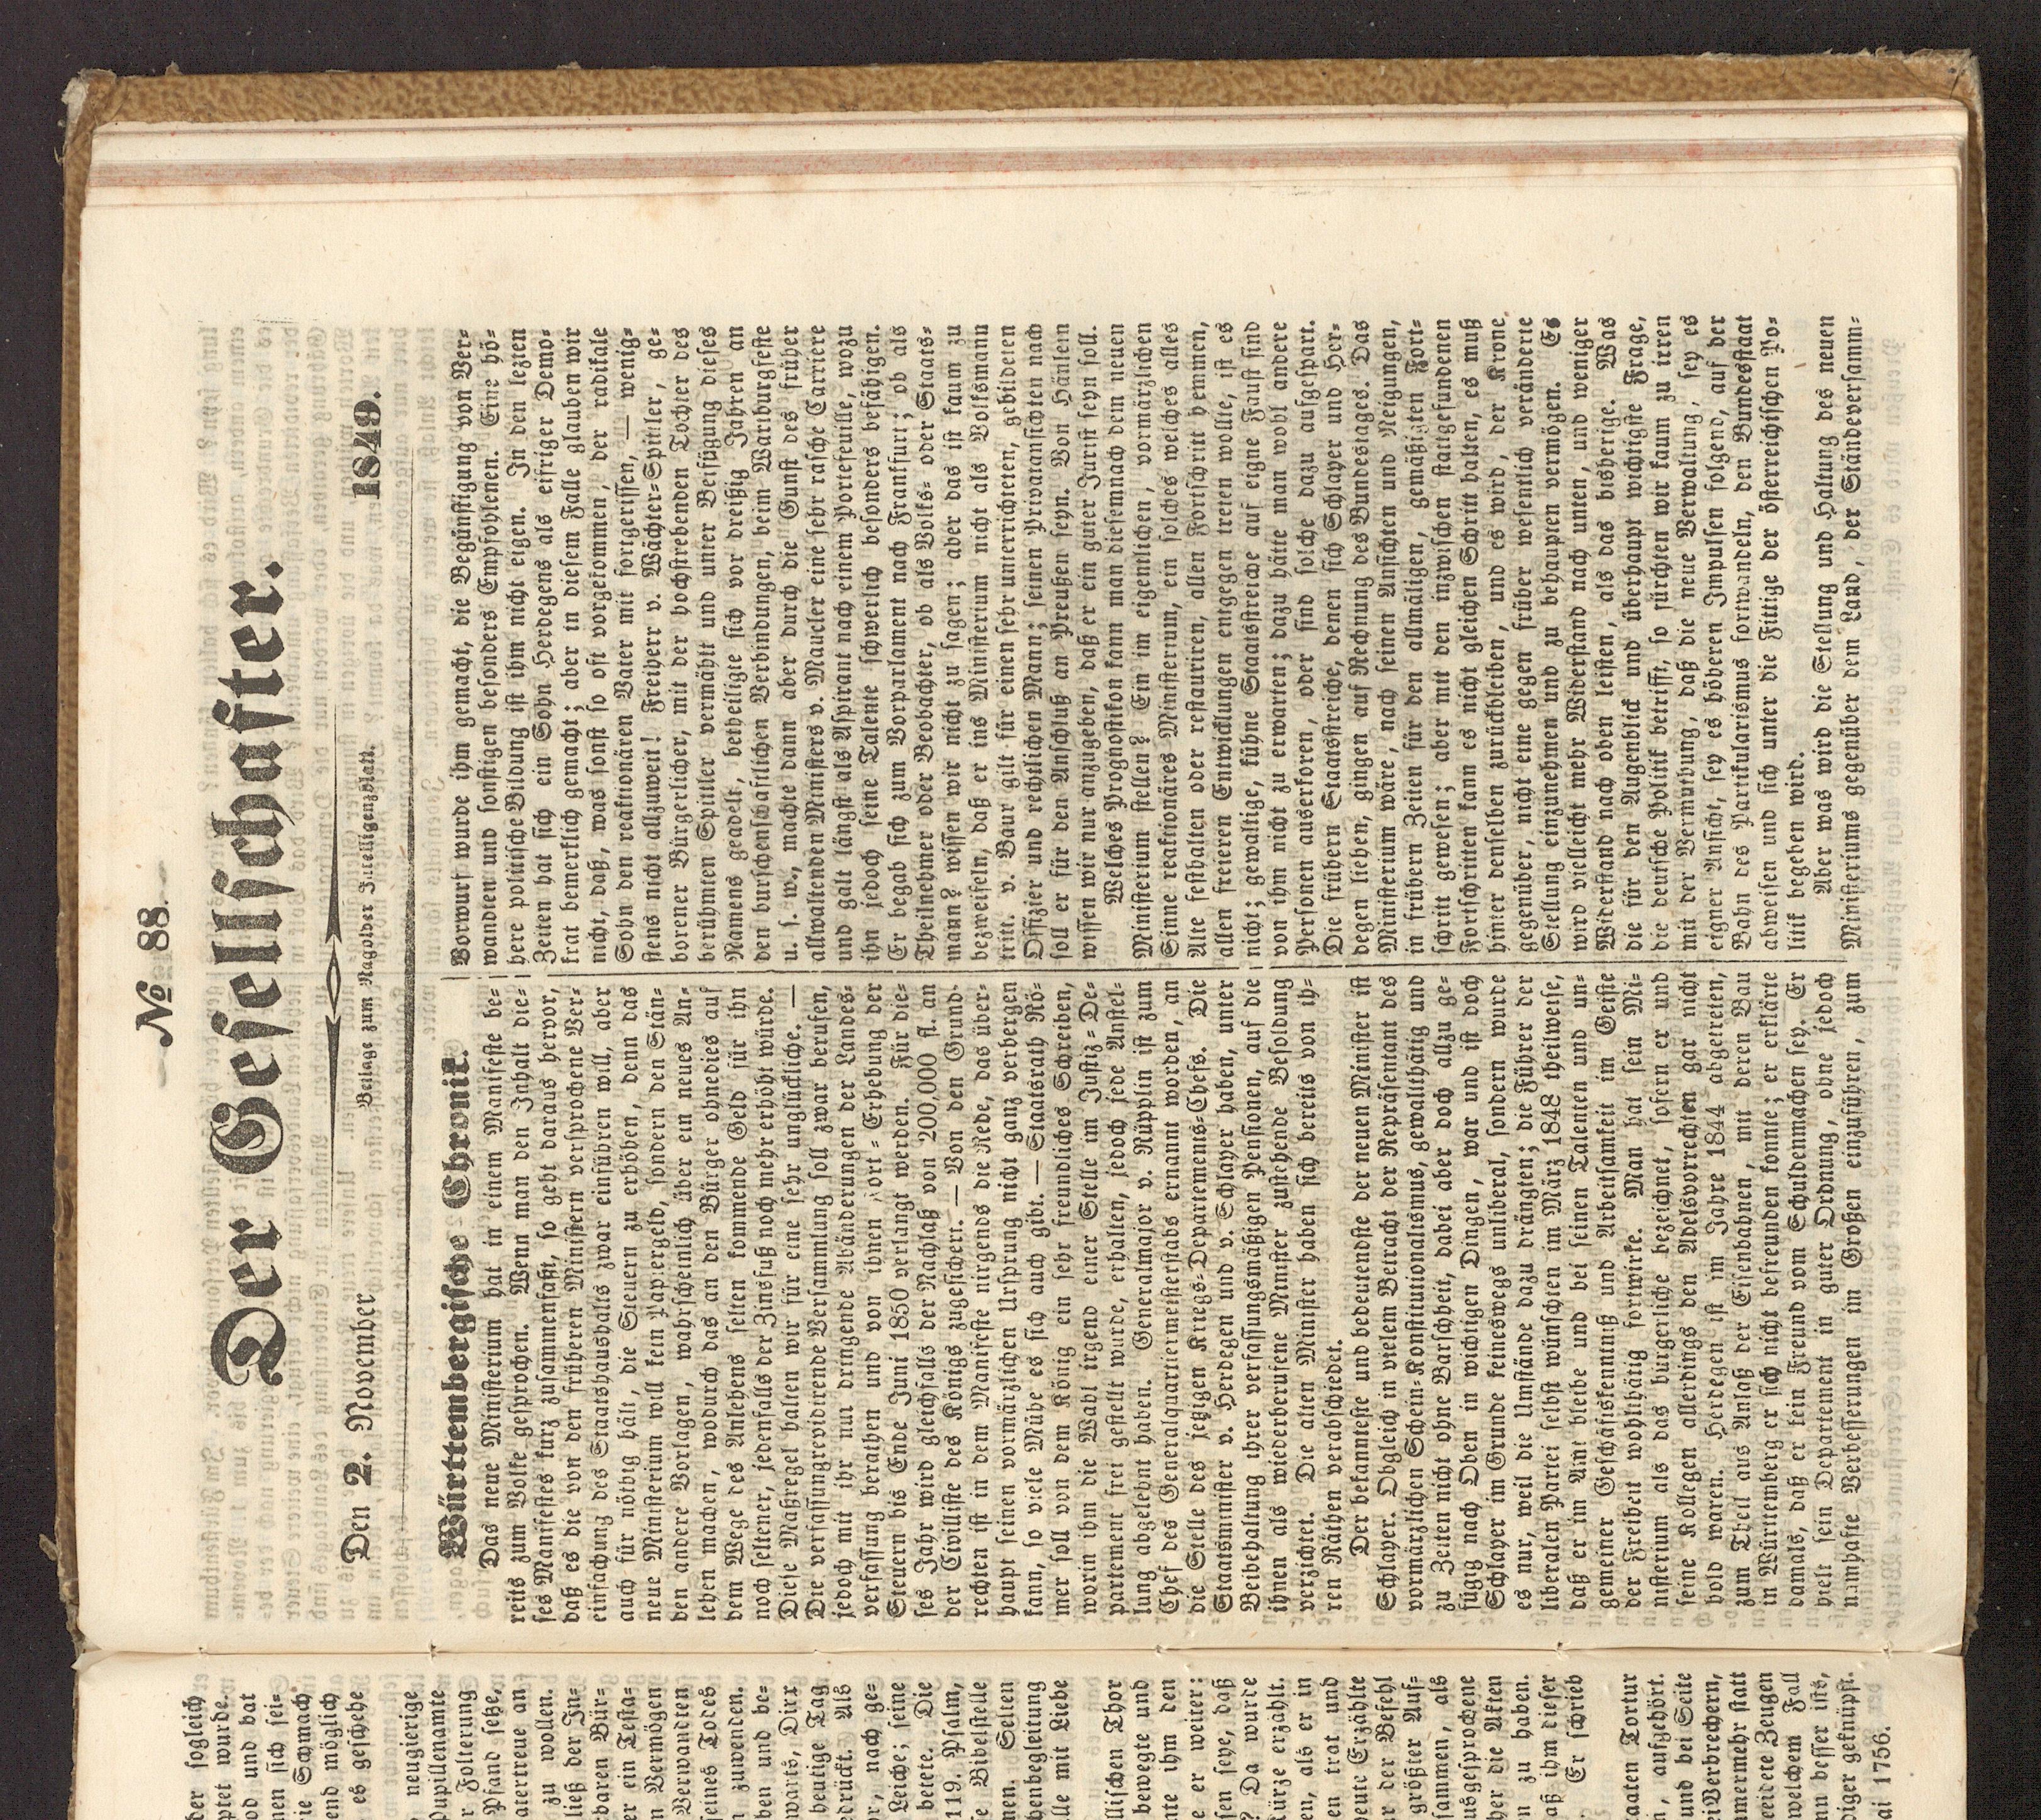 № 88.
Der Gesellschafter.
Beilage zum Nagolder Intelligenzblatt.
Den 2. November 1849.
Württembergische Chronik.
Das neue Ministerium hat in einem Manifeste be-
reits zum Volke gesprochen. Wenn man den Inhalt die-
ses Manifestes kurz zusammenfaßt, so geht daraus hervor,
daß es die von den früheren Ministern versprochene Ver-
einfachung des Staatshaushalts zwar einführen will, aber
auch für nöthig hält, die Steuern zu erhöhen, denn das
neue Ministerium will kein Papiergeld, sondern den Stän-
den andere Vorlagen, wahrscheinlich über ein neues An-
lehen machen, wodurch das an den Bürger ohnedies auf
dem Wege des Anlehens selten kommende Geld für ihn
noch seltener, jedenfalls der Zinsfuß noch mehr erhöht würde.
Diese Maßregel halten wir für eine sehr unglückliche. —
Die verfassungrevidirende Versammlung soll zwar berufen,
jedoch mit ihr nur dringende Abänderungen der Landes-
verfassung berathen und von ihnen Fort-Erhebung der
Steuern bis Ende Juni 1850 verlangt werden. Für die-
ses Jahr wird gleichfalls der Nachlaß von 200,000 fl. an
der Civilliste des Königs zugesichert. — Von den Grund-
rechten ist in dem Manifeste nirgends die Rede, das über-
haupt seinen vormärzlichen Ursprung nicht ganz verbergen
kann, so viele Mühe es sich auch gibt. — Staatsrath Rö-
mer soll von dem König ein sehr freundliches Schreiben,
worin ihm die Wahl irgend einer Stelle im Justiz-De-
partement frei gestellt wurde, erhalten, jedoch jede Anstel-
lung abgelehnt haben. Generalmajor v. Rüpplin ist zum
Chef des Generalquartiermeisterstabs ernannt worden, an
die Stelle des jetzigen Kriegs-Departements-Chefs. Die
Staatsminister v. Herdegen und v. Schlayer haben, unter
Beibehaltung ihrer verfassungsmäßigen Pensionen, auf die
ihnen als wiederberufene Minister zustehende Besoldung
verzichtet. Die alten Minister haben sich bereits von ih-
ren Räthen verabschiedet.
Der bekannteste und bedeutendste der neuen Minister ist
Schlayer. Obgleich in vielem Betracht der Repräsentant des
vormärzlichen Schein-Konstitutionalismus, gewaltthätig und
zu Zeiten nicht ohne Barschheit, dabei aber doch allzu ge-
fügig nach Oben in wichtigen Dingen, war und ist doch
Schlayer im Grunde keineswegs unliberal, sondern wurde
es nur, weil die Umstände dazu drängten; die Führer der
liberalen Partei selbst wünschten im März 1848 theilweise,
daß er im Amt bleibe und bei seinen Talenten und un-
gemeiner Geschäftskenntniß und Arbeitsamkeit im Geiste
der Freiheit wohlthätig fortwirke. Man hat sein Mi-
nisterium als das bürgerliche bezeichnet, sofern er und
seine Kollegen allerdings den Adelsvorrechten gar nicht
hold waren. Herdegen ist im Jahre 1844 abgetreten,
zum Theil aus Anlaß der Eisenbahnen, mit deren Bau
in Württemberg er sich nicht befreunden konnte; er erklärte
damals, daß er kein Freund vom Schuldenmachen sey. Er
hielt sein Departement in guter Ordnung, ohne jedoch
namhafte Verbesserungen im Großen einzuführen, zum
Vorwurf wurde ihm gemacht, die Begünstigung von Ver-
wandten und sonstigen besonders Empfohlenen. Eine hö-
here politische Bildung ist ihm nicht eigen. In den lezten
Zeiten hat sich ein Sohn Herdegens als eifriger Demo-
krat bemerklich gemacht; aber in diesem Falle glauben wir
nicht, daß, was sonst so oft vorgekommen, der radikale
Sohn den reaktionären Vater mit fortgerissen, — wenig-
stens nicht allzuweit! Freiherr v. Wächter-Spittler, ge-
borener Bürgerlicher, mit der hochstrebenden Tochter des
berühmten Spittler vermählt und unter Beifügung dieses
Namens geadelt, betheiligte sich vor dreißig Jahren an
den burschenschaftlichen Verbindungen, beim Wartburgfeste
u. s. w., machte dann aber durch die Gunst des früher
allwaltenden Ministers v. Maucler eine sehr rasche Carriere
und galt längst als Aspirant nach einem Portefeuille, wozu
ihn jedoch seine Talente schwerlich besonders befähigen.
Er begab sich zum Vorparlament nach Frankfurt; ob als
Theilnehmer oder Beobachter, ob als Volks- oder Staats-
mann? wissen wir nicht zu sagen; aber das ist kaum zu
bezweifeln, daß er ins Ministerium nicht als Volksmann
tritt. v. Baur gilt für einen sehr unterrichteten, gebildeten
Offizier und rechtlichen Mann; seinen Privatansichten nach
soll er für den Anschluß an Preußen seyn. Von Hänlein
wissen wir nur anzugeben, daß er ein guter Jurist seyn soll.
Welches Prognostikon kann man diesemnach dem neuen
Ministerium stellen? Ein im eigentlichen, vormärzlichen
Sinne reaktionäres Ministerium, ein solches welches alles
Alte festhalten oder restauriren, allen Fortschritt hemmen,
allen freieren Entwicklungen entgegen treten wollte, ist es
nicht; gewaltige, kühne Staatsstreiche auf eigne Faust sind
von ihm nicht zu erwarten; dazu hätte man wohl andere
Personen auserkoren, oder sind solche dazu aufgespart.
Die frühern Staatsstreiche, denen sich Schlayer und Her-
degen liehen, gingen auf Rechnung des Bundestages. Das
Ministerium wäre, nach seinen Ansichten und Neigungen,
in frühern Zeiten für den allmäligen, gemäßigten Fort-
schritt gewesen; aber mit den inzwischen stattgefundenen
Fortschritten kann es nicht gleichen Schritt halten, es muß
hinter denselben zurückbleiben, und es wird, der Krone
gegenüber, nicht eine gegen früher wesentlich veränderte
Stellung einzunehmen und zu behaupten vermögen. Es
wird vielleicht mehr Widerstand nach unten, und weniger
Widerstand nach oben leisten, als das bisherige. Was
die für den Augenblick und überhaupt wichtigste Frage,
die deutsche Politik betrifft, so fürchten wir kaum zu irren
mit der Vermuthung, daß die neue Verwaltung, sey es
eigner Ansicht, sey es höheren Impulsen folgend, auf der
Bahn des Partikularismus fortwandeln, den Bundesstaat
abweisen und sich unter die Fittige der österreichischen Po-
litik begeben wird.
Aber was wird die Stellung und Haltung des neuen
Ministeriums gegenüber dem Land, der Ständeversamm-